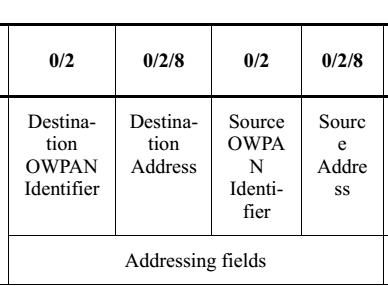 0/2 0/2/8 0/2 0/2/8
Destina-
tion
OWPAN
Identifier
Destina-
tion
Address
Source
OWPA
N
Identi-
fier
Sourc
e
Addre
ss
Addressing fields